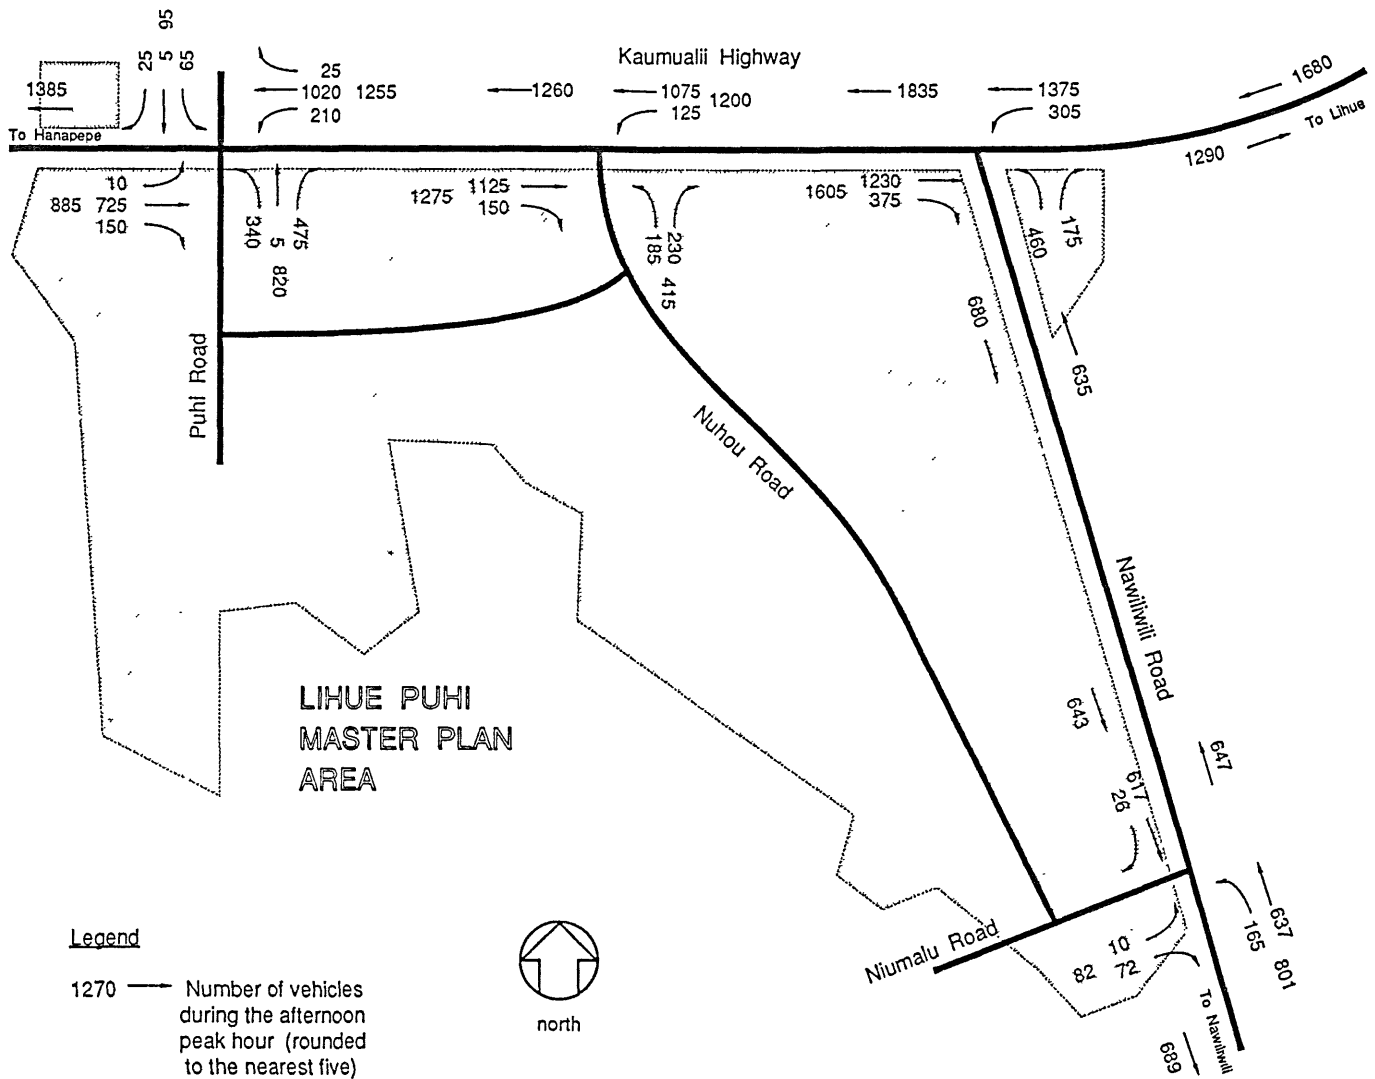 95
25 5 65
Kaumualii Highway
25
1385
1020 1255
1260
1075 1200
1835
1375
1680
210
125
305
To Hanapepe
To Lihue
1290
10
885 725
150
340 5 475
820
1275 1125
150
185 230
415
1605 1230
375
460 175
680
635
Puhi Road
Nuhou Road
Nawiliwili Road
LIHUE PUHI
MASTER PLAN
AREA
643
647
617
26
637
165 801
Niumalu Road
10
82 72
To Nawiliwili
689
Legend
1270
Number of vehicles
during the afternoon
peak hour (rounded
to the nearest five)
north